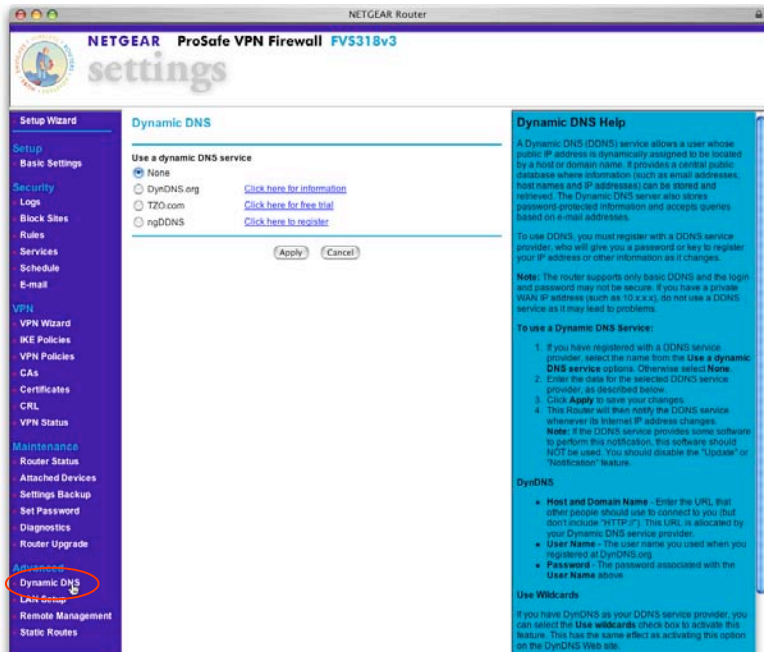 NETGEAR Router
NETGEAR ProSafe VPN Firewall FVS318v3
settings
Setup Wizard
Setup
Basic Settings
Security
Logs
Block Sites
Rules
Services
Schedule
E-mail
VPN
VPN Wizard
IKE Policies
VPN Policies
CAs
Certificates
CRL
VPN Status
Maintenance
Router Status
Attached Devices
Settings Backup
Set Password
Diagnostics
Router Upgrade
Advanced
Dynamic DNS
LAN Setup
Remote Management
Static Routes
Dynamic DNS
Use a dynamic DNS service
None
DynDNS.org Click here for information
TZO.com Click here for free trial
ngDDNS Click here to register
Apply Cancel
Dynamic DNS Help
A Dynamic DNS (DDNS) service allows a user whose
public IP address is dynamically assigned to be located
by a host or domain name. It provides a central public
database where information (such as email addresses,
host names and IP addresses) can be stored and
retrieved. The Dynamic DNS server also stores
password-protected information and accepts queries
based on e-mail addresses.
To use DDNS, you must register with a DDNS service
provider, who will give you a password or key to register
your IP address or other information as it changes.
Note: The router supports only basic DDNS and the login
and password may not be secure. If you have a private
WAN IP address (such as 10.x.x.x), do not use a DDNS
service as it may lead to problems.
To use a Dynamic DNS Service:
1. If you have registered with a DDNS service
provider, select the name from the Use a dynamic
DNS service options. Otherwise select None.
2. Enter the data for the selected DDNS service
provider, as described below.
3. Click Apply to save your changes.
4. This Router will then notify the DDNS service
whenever its Internet IP address changes.
Note: If the DDNS service provides some software
to perform this notification, this software should
NOT be used. You should disable the "Update" or
"Notification" feature.
DynDNS
Host and Domain Name - Enter the URL that
other people should use to connect to you (but
don't include "HTTP://"). This URL is allocated by
your Dynamic DNS service provider.
User Name - The user name you used when you
registered at DynDNS.org
Password - The password associated with the
User Name above
Use Wildcards
If you have DynDNS as your DDNS service provider, you
can select the Use wildcards check box to activate this
feature. This has the same effect as activating this option
on the DynDNS Web site.